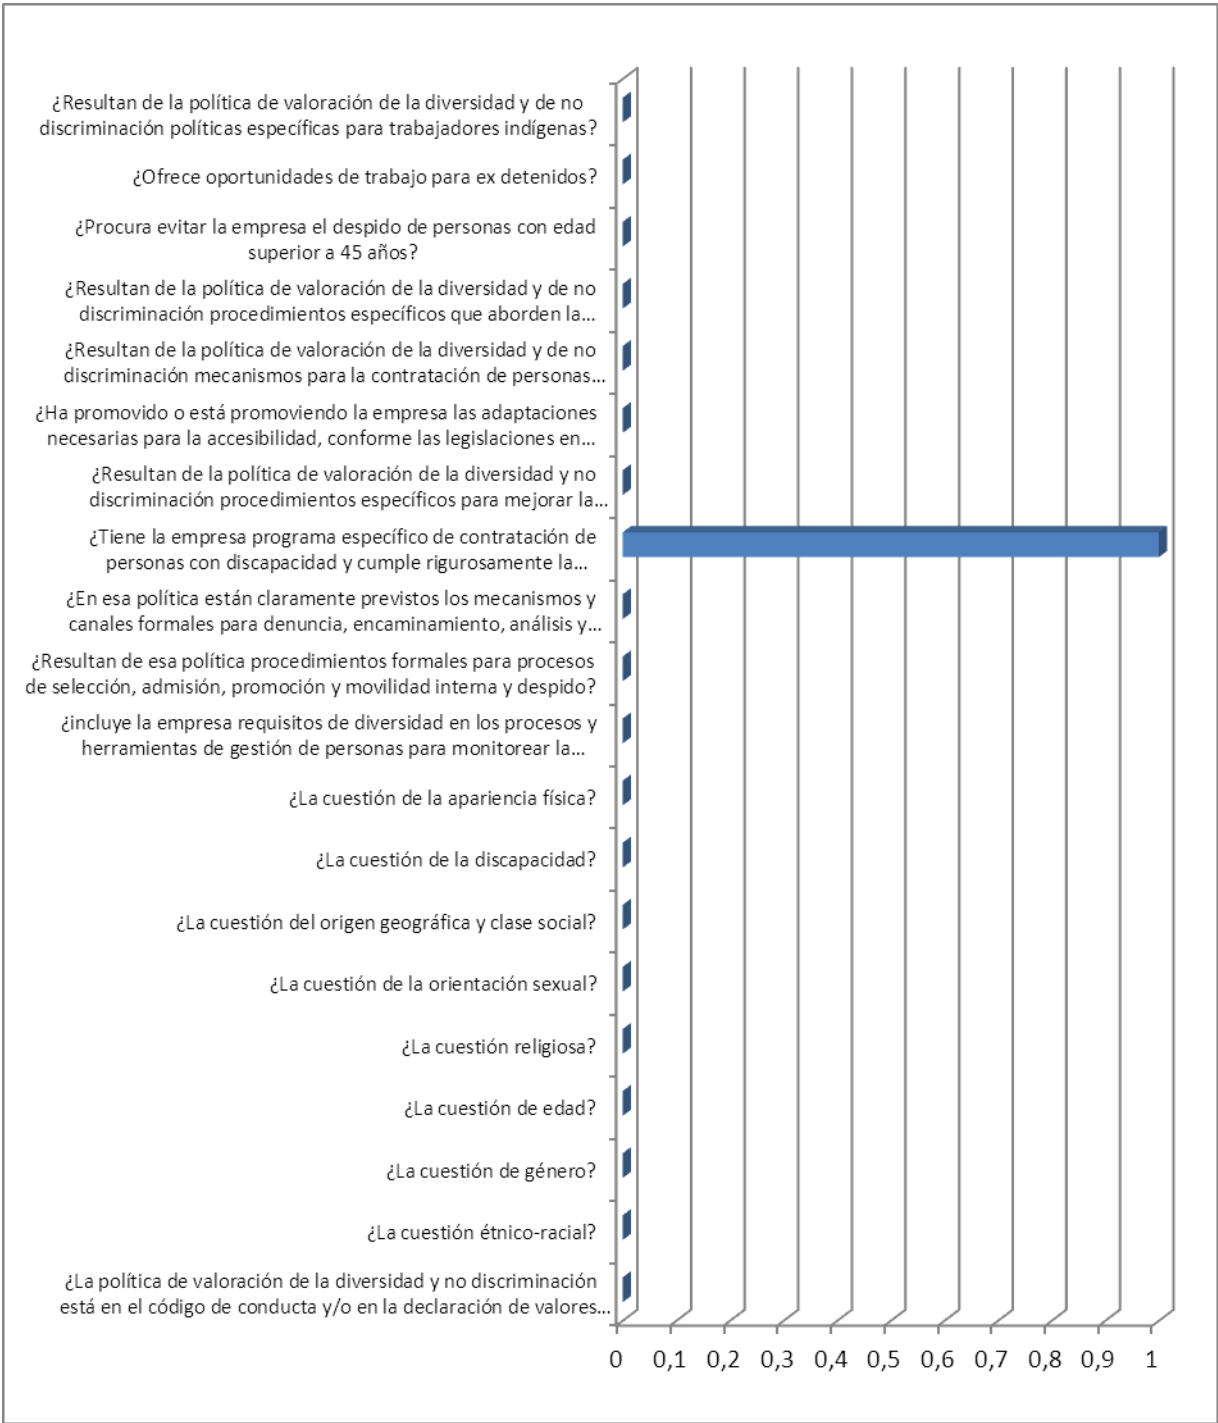 ¿Resultan de la política de valoración de la diversidad y de no
discriminación políticas específicas para trabajadores indígenas?
¿Ofrece oportunidades de trabajo para ex detenidos?
¿Procura evitar la empresa el despido de personas con edad
superior a 45 años?
¿Resultan de la política de valoración de la diversidad y de no
discriminación procedimientos específicos que aborden la...
¿Resultan de la política de valoración de la diversidad y de no
discriminación mecanismos para la contratación de personas...
¿Ha promovido o está promoviendo la empresa las adaptaciones
necesarias para la accesibilidad, conforme las legislaciones en...
¿Resultan de la política de valoración de la diversidad y no
discriminación procedimientos específicos para mejorar la...
¿Tiene la empresa programa específico de contratación de
personas con discapacidad y cumple rigurosamente la...
¿En esa política están claramente previstos los mecanismos y
canales formales para denuncia, encaminamiento, análisis y...
¿Resultan de esa política procedimientos formales para procesos
de selección, admisión, promoción y movilidad interna y despido?
¿incluye la empresa requisitos de diversidad en los procesos y
herramientas de gestión de personas para monitorear la...
¿La cuestión de la apariencia física?
¿La cuestión de la discapacidad?
¿La cuestión del origen geográfica y clase social?
¿La cuestión de la orientación sexual?
¿La cuestión religiosa?
¿La cuestión de edad?
¿La cuestión de género?
¿La cuestión étnico-racial?
¿La política de valoración de la diversidad y no discriminación
está en el código de conducta y/o en la declaración de valores...
0 0,1 0,2 0,3 0,4 0,5 0,6 0,7 0,8 0,9 1